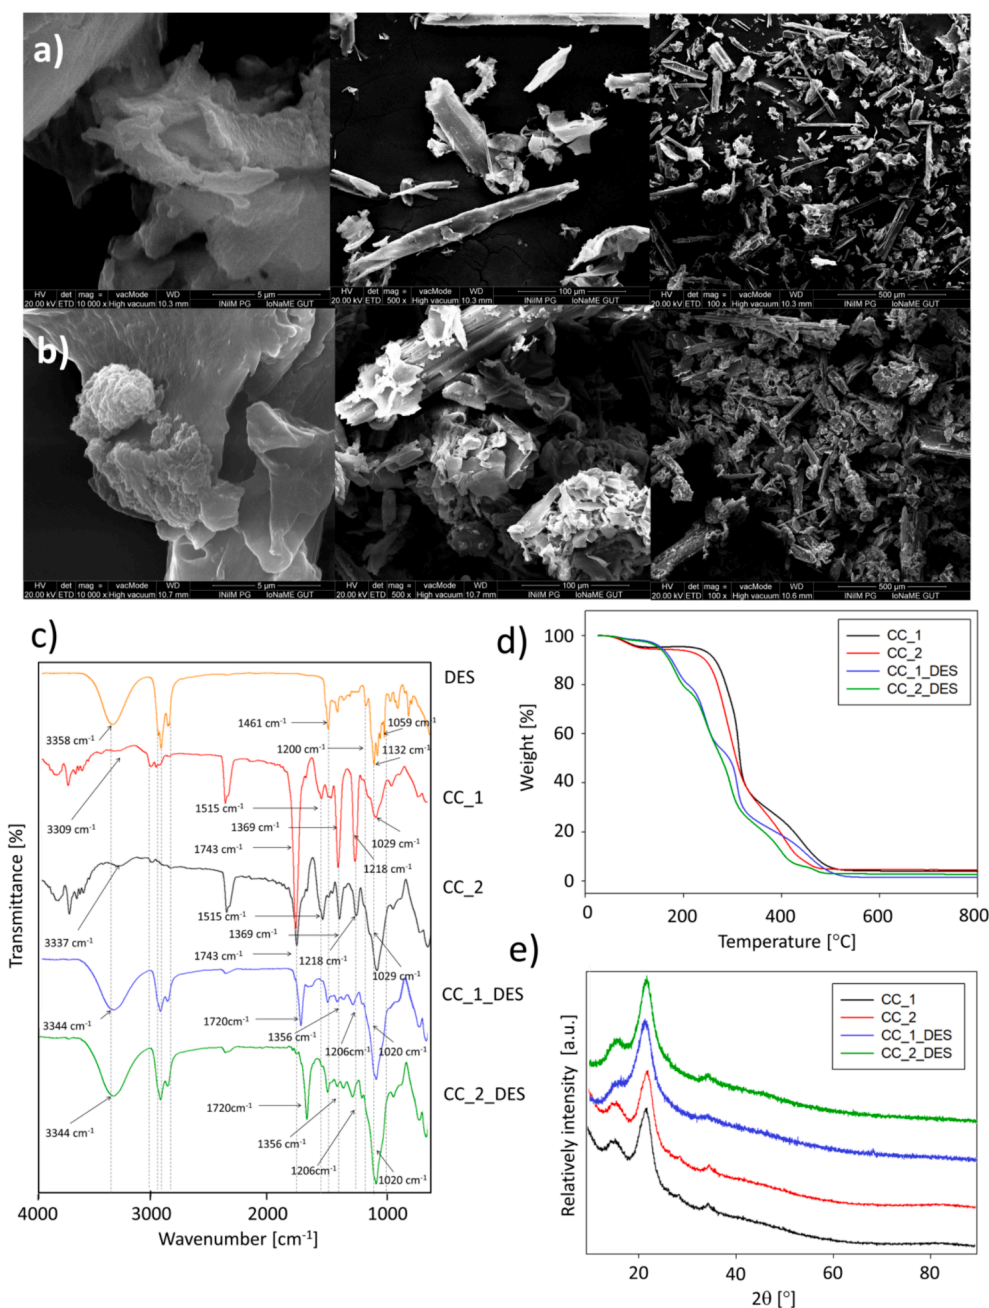 a)
HV det mag ≡ vacMode WD 5 µm
20.00 kV ETD 10 000 x High vacuum 10.3 mm INiIM PG IoNaME GUT
HV det mag ≡ vacMode WD 100 µm
20.00 kV ETD 500 x High vacuum 10.3 mm INiIM PG IoNaME GUT
HV det mag ≡ vacMode WD 500 µm
20.00 kV ETD 100 x High vacuum 10.3 mm INiIM PG IoNaME GUT
b)
HV det mag ≡ vacMode WD 5 µm
20.00 kV ETD 10 000 x High vacuum 10.7 mm INiIM PG IoNaME GUT
HV det mag ≡ vacMode WD 100 µm
20.00 kV ETD 500 x High vacuum 10.7 mm INiIM PG IoNaME GUT
HV det mag ≡ vacMode WD 500 µm
20.00 kV ETD 100 x High vacuum 10.6 mm INiIM PG IoNaME GUT
c)
DES
3358 cm⁻¹
1461 cm⁻¹
1059 cm⁻¹
1200 cm⁻¹
1132 cm⁻¹
CC_1
3309 cm⁻¹
1515 cm⁻¹
1369 cm⁻¹
1029 cm⁻¹
1743 cm⁻¹
1218 cm⁻¹
CC_2
3337 cm⁻¹
1515 cm⁻¹
1369 cm⁻¹
1743 cm⁻¹
1218 cm⁻¹
1029 cm⁻¹
CC_1_DES
3344 cm⁻¹
1720cm⁻¹
1356 cm⁻¹
1206cm⁻¹
1020 cm⁻¹
CC_2_DES
3344 cm⁻¹
1720cm⁻¹
1356 cm⁻¹
1206cm⁻¹
1020 cm⁻¹
Transmittance [%]
4000 3000 2000 1000
Wavenumber [cm⁻¹]
d)
CC_1
CC_2
CC_1_DES
CC_2_DES
Weight [%]
100
80
60
40
20
0
0 200 400 600 800
Temperature [°C]
e)
CC_1
CC_2
CC_1_DES
CC_2_DES
Relatively intensity [a.u.]
20 40 60 80
2θ [°]